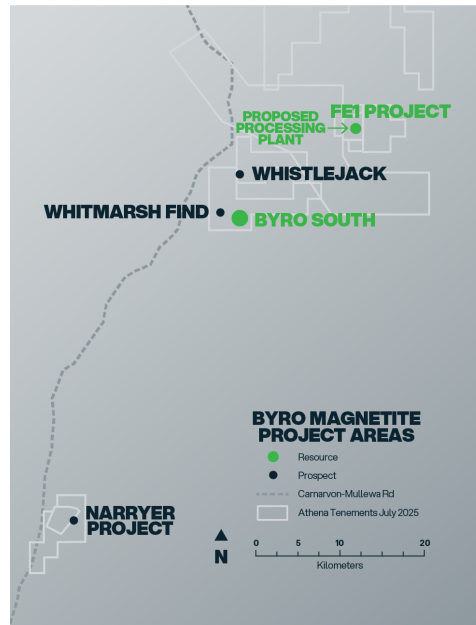 FE1 PROJECT
PROPOSED
PROCESSING
PLANT
WHISTLEJACK
WHITMARSH FIND
BYRO SOUTH
BYRO MAGNETITE
PROJECT AREAS
Resource
Prospect
Carnarvon-Mullewa Rd
Athena Tenements July 2025
NARRYER
PROJECT
N
0 5 10 20
Kilometers